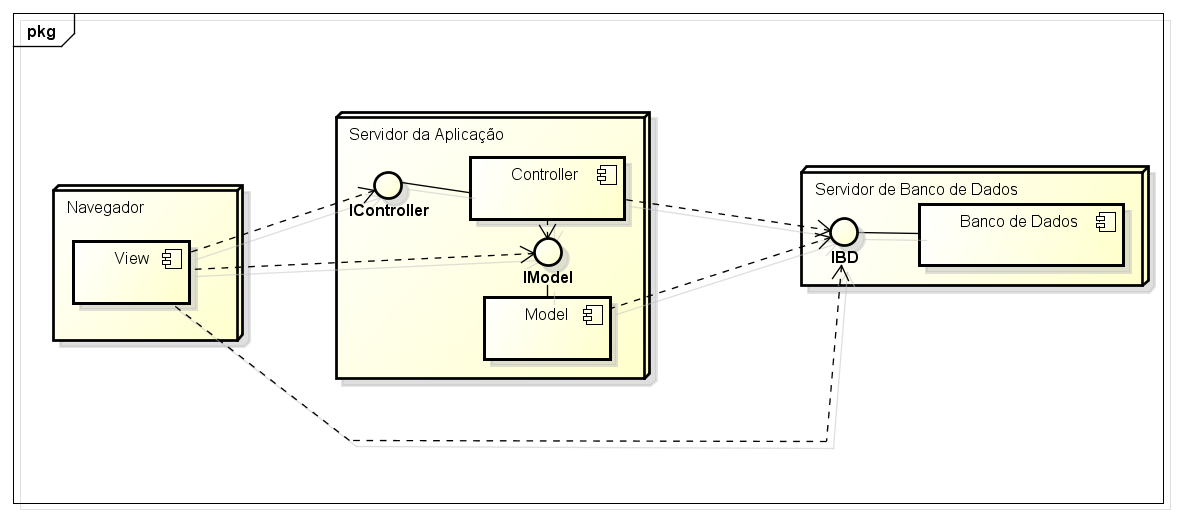 pkg
Navegador
View
Servidor da Aplicação
Controller
IController
IModel
Model
Servidor de Banco de Dados
Banco de Dados
IBD